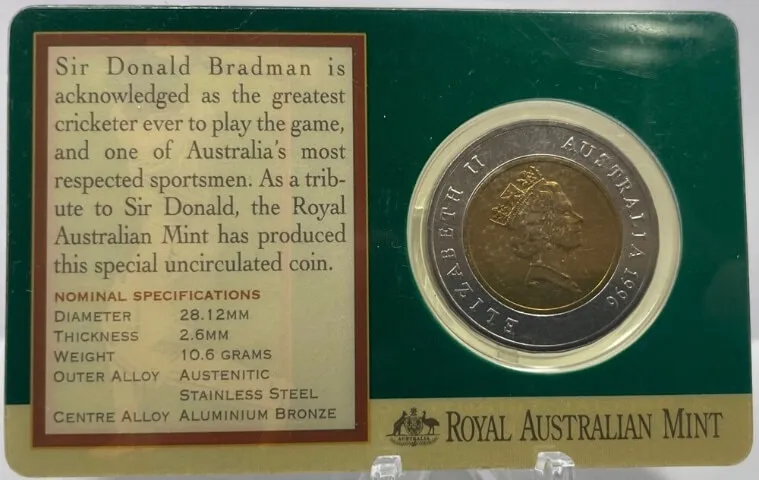 Sir Donald Bradman is
acknowledged as the greatest
cricketer ever to play the game,
and one of Australia's most
respected sportsmen. As a trib-
ute to Sir Donald, the Royal
Australian Mint has produced
this special uncirculated coin.
NOMINAL SPECIFICATIONS
DIAMETER 28.12MM
THICKNESS 2.6MM
WEIGHT 10.6 GRAMS
OUTER ALLOY AUSTENITIC
STAINLESS STEEL
CENTRE ALLOY ALUMINIUM BRONZE
ELIZABETH II AUSTRALIA 1996
AUSTRALIA
ROYAL AUSTRALIAN MINT